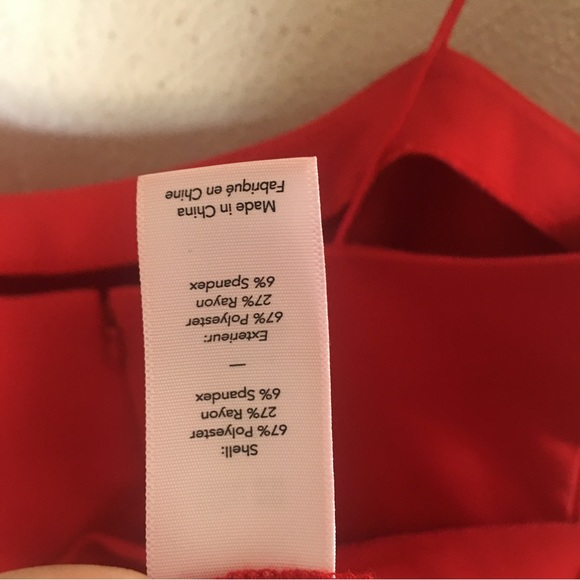 Shell:
67% Polyester
27% Rayon
6% Spandex
—
Exterieur:
67% Polyester
27% Rayon
6% Spandex
Made in China
Fabriqué en Chine